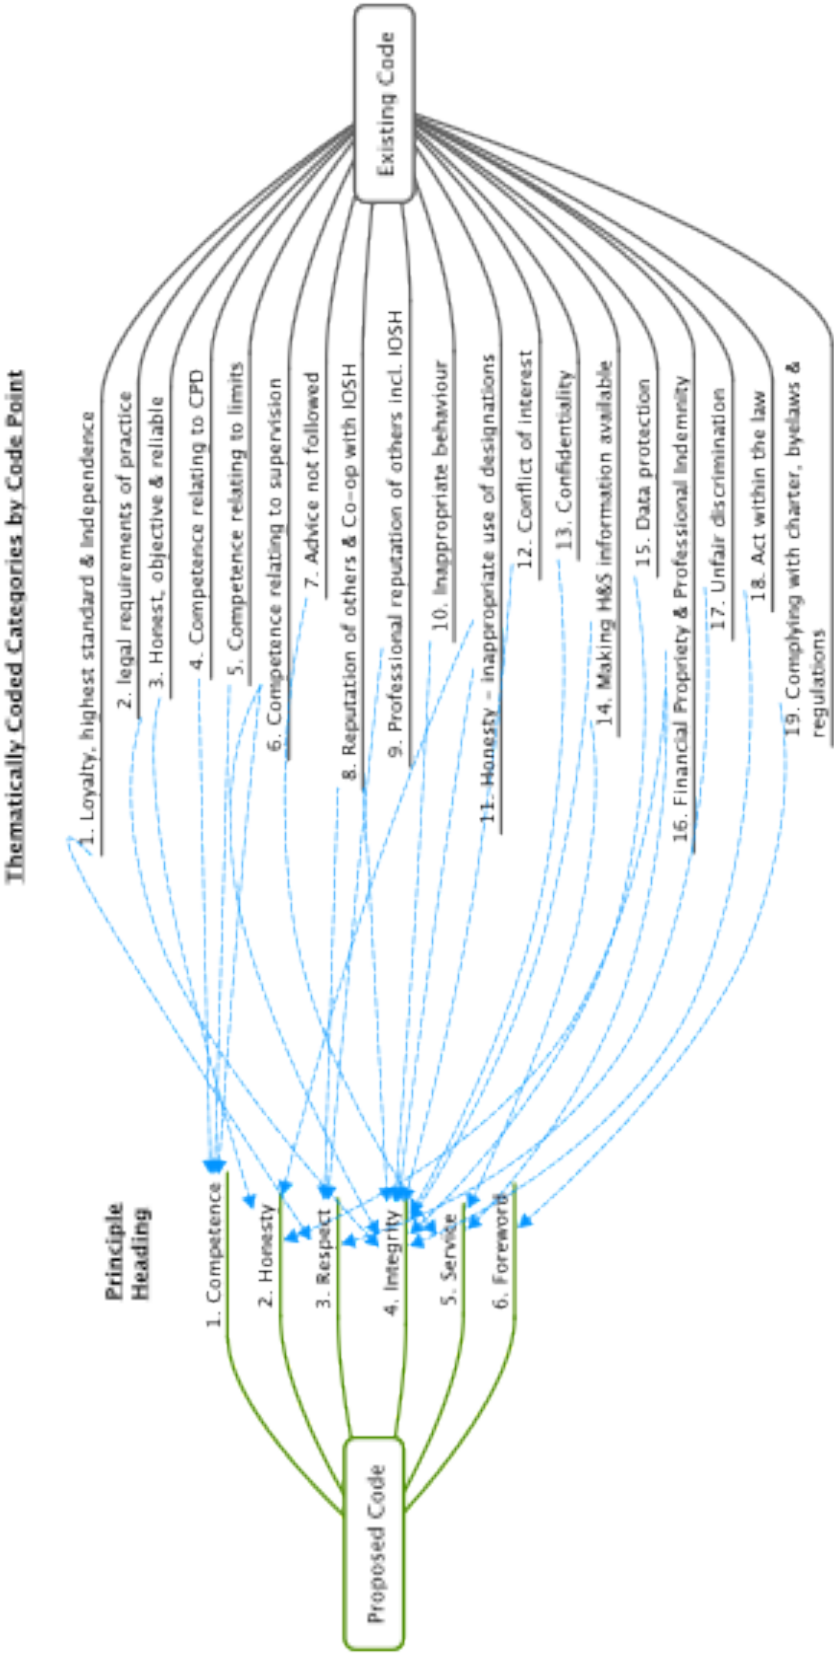 Thematically Coded Categories by Code Point
Principle
Heading
Proposed Code
1. Competence
2. Honesty
3. Respect
4. Integrity
5. Service
6. Foreword
Existing Code
1. Loyalty, highest standard & independence
2. legal requirements of practice
3. Honest, objective & reliable
4. Competence relating to CPD
5. Competence relating to limits
6. Competence relating to supervision
7. Advice not followed
8. Reputation of others & Co-op with IOSH
9. Professional reputation of others incl. IOSH
10. Inappropriate behaviour
11. Honesty - inappropriate use of designations
12. Conflict of interest
13. Confidentiality
14. Making H&S information available
15. Data protection
16. Financial Propriety & Professional Indemnity
17. Unfair discrimination
18. Act within the law
19. Complying with charter, byelaws &
regulations